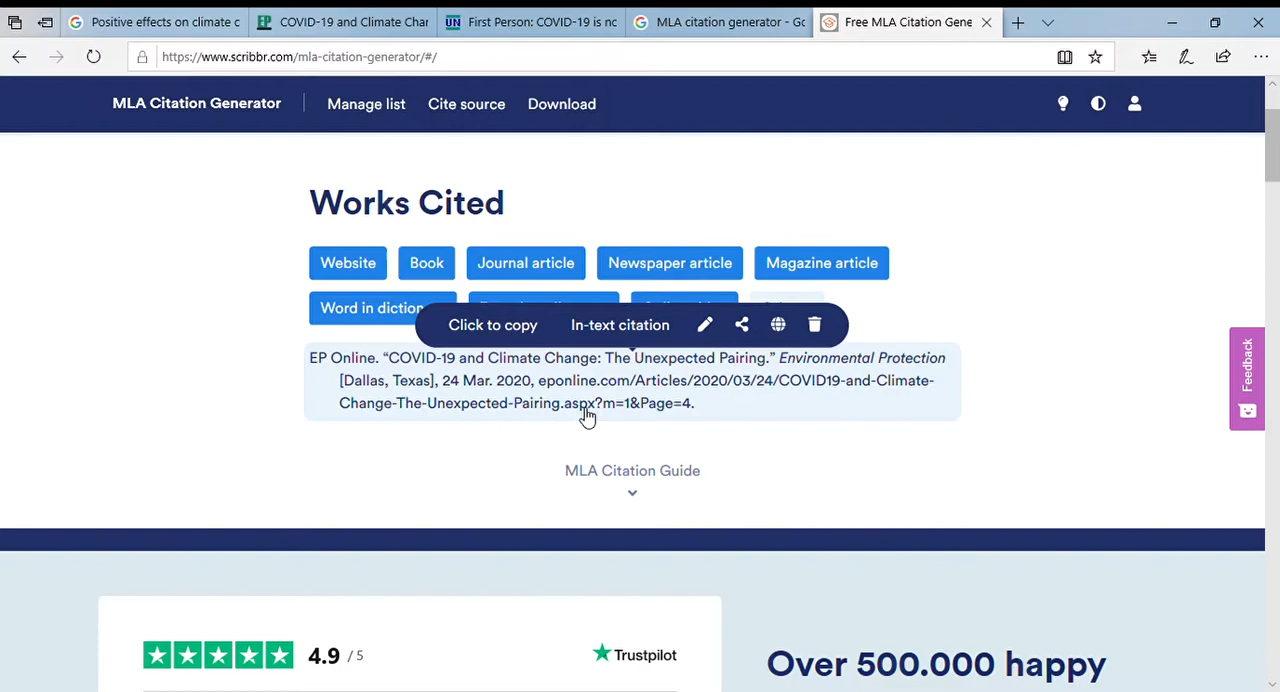 Positive effects on climate c
COVID-19 and Climate Char
First Person: COVID-19 is nc
MLA citation generator - Go
Free MLA Citation Gene
https://www.scribbr.com/mla-citation-generator/#/
MLA Citation Generator
Manage list
Cite source
Download
Works Cited
Website
Book
Journal article
Newspaper article
Magazine article
Word in diction
Click to copy
In-text citation
EP Online. “COVID-19 and Climate Change: The Unexpected Pairing.” Environmental Protection
[Dallas, Texas], 24 Mar. 2020, eponline.com/Articles/2020/03/24/COVID19-and-Climate-
Change-The-Unexpected-Pairing.aspx?m=1&Page=4.
Feedback
MLA Citation Guide
4.9 / 5
Trustpilot
Over 500.000 happy